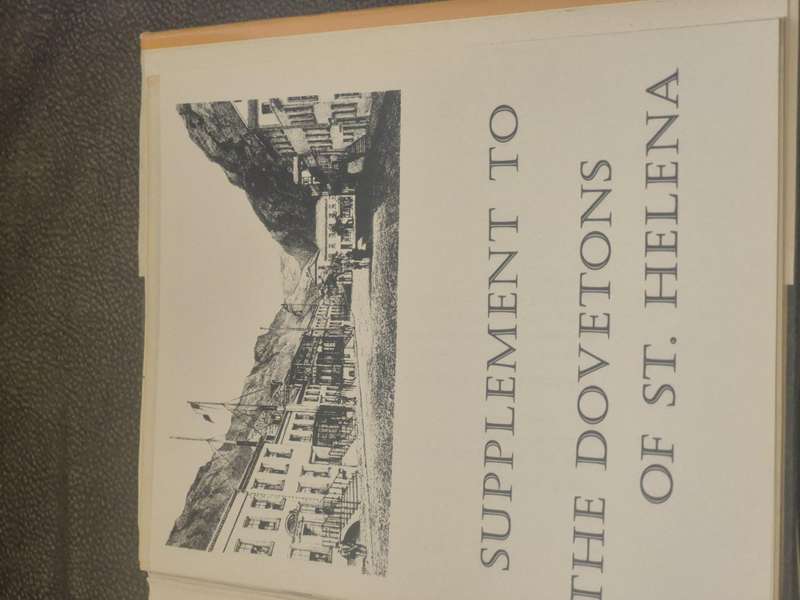 SUPPLEMENT TO
THE DOVETONS
OF ST. HELENA